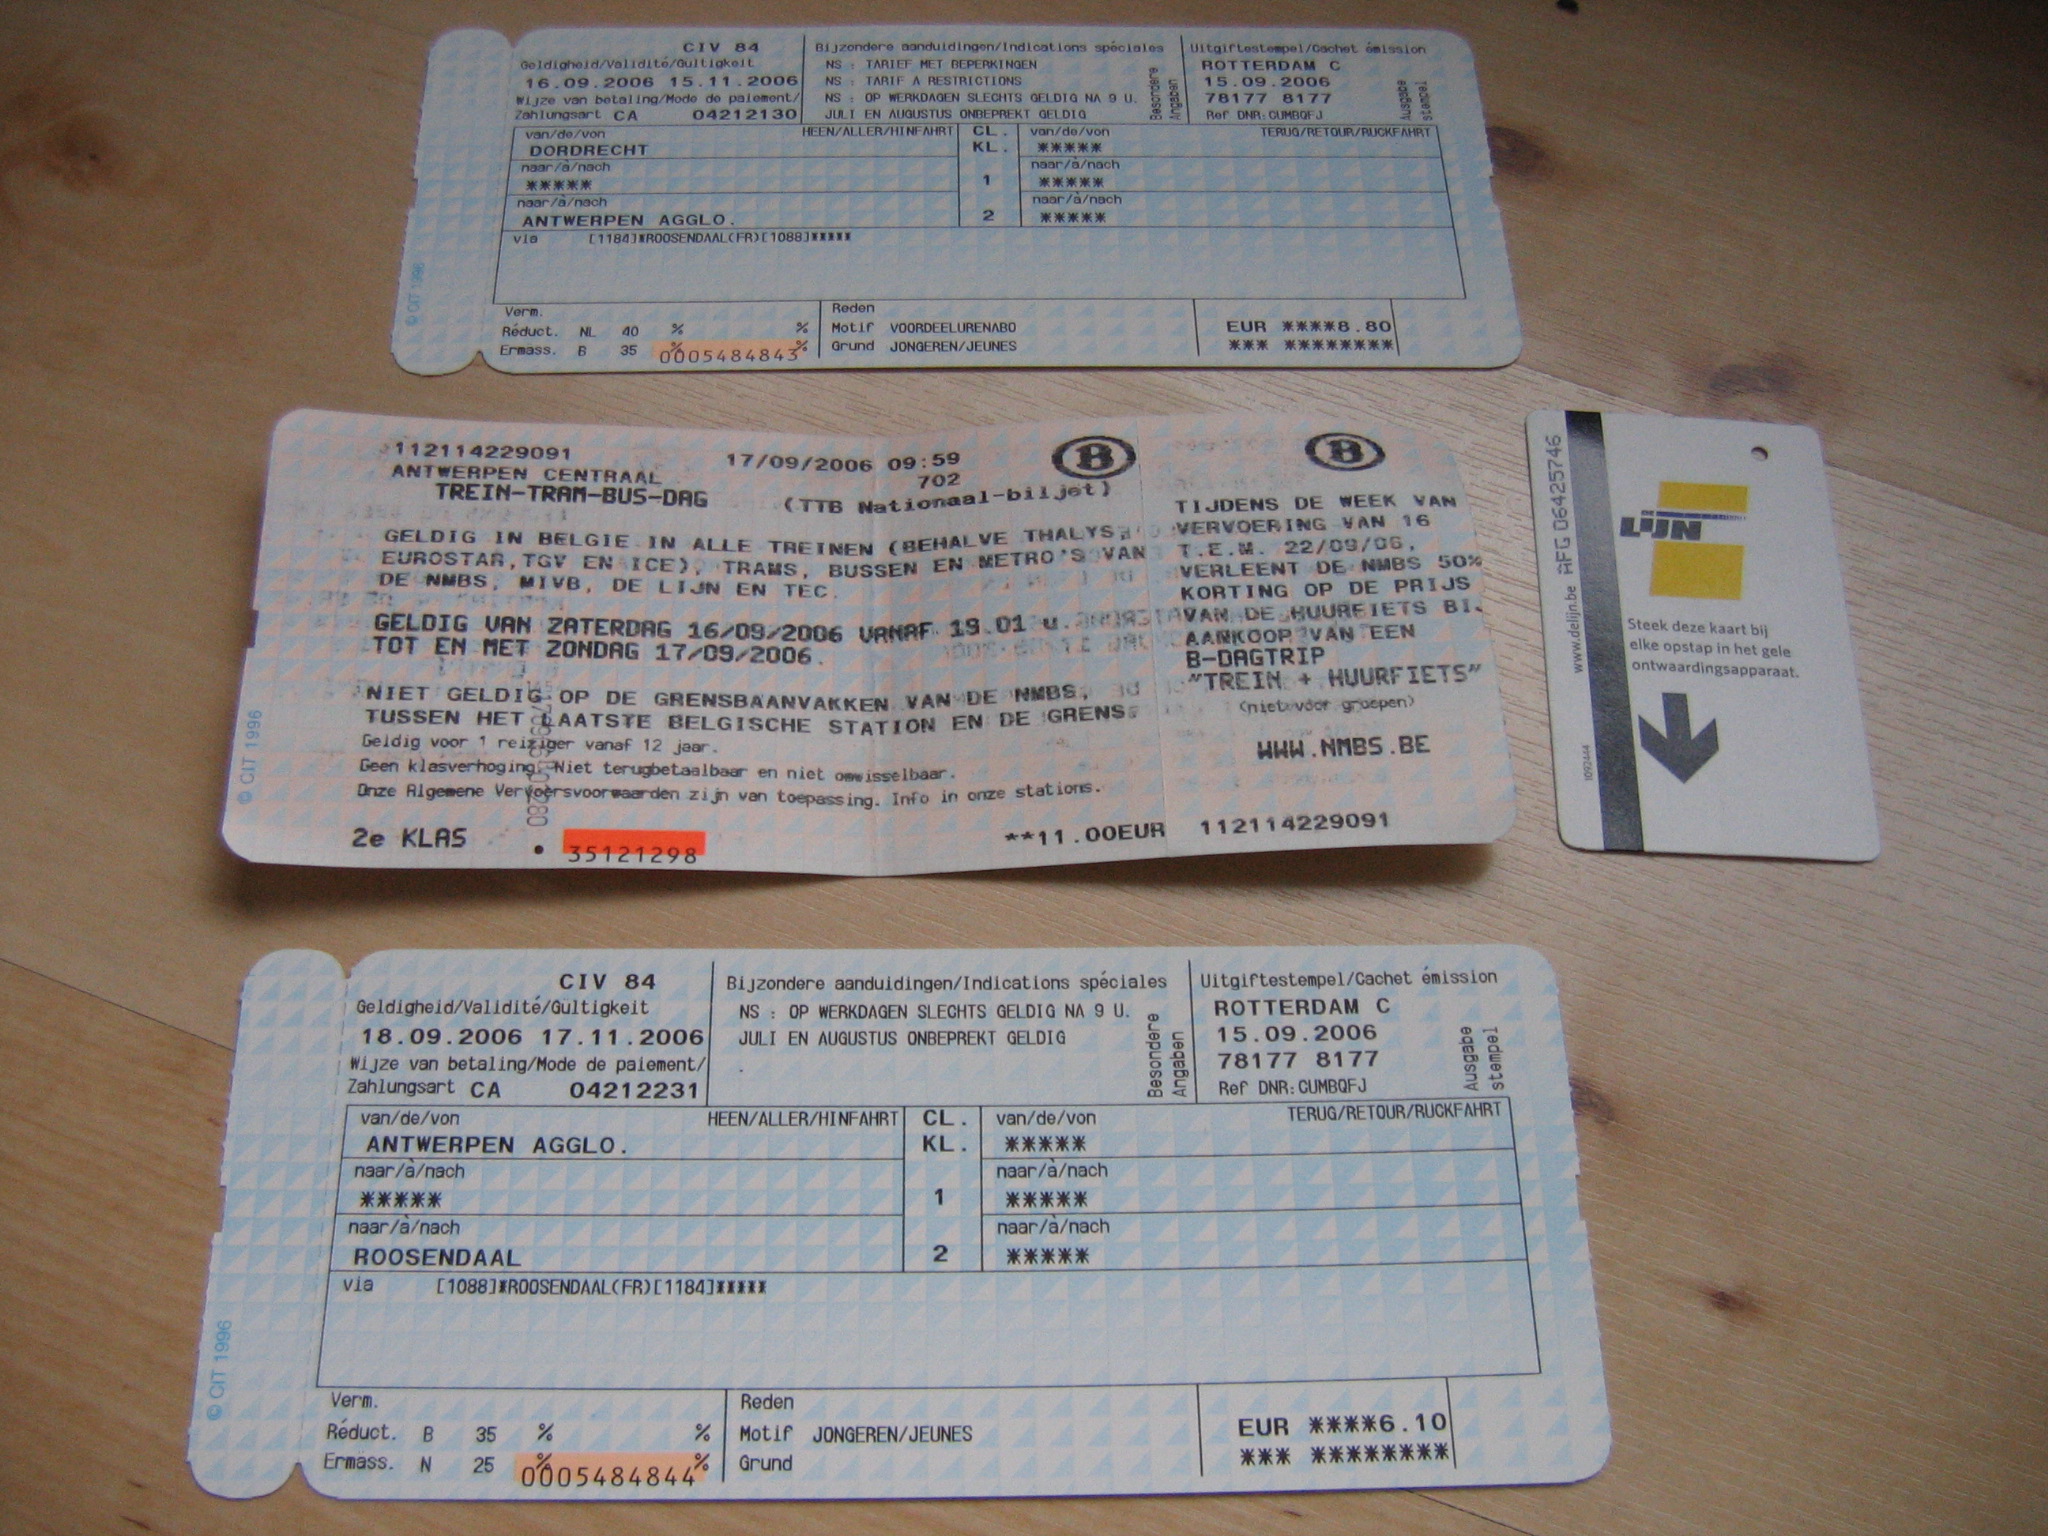 CIV 84
Geldigheid/Validité/Gültigkeit
16.09.2006 15.11.2006
Wijze van betaling/Mode de paiement/
Zahlungsart CA 04212130
Bijzondere aanduidingen/Indications spéciales
NS : TARIEF MET BEPERKINGEN
NS : TARIF A RESTRICTIONS
NS : OP WERKDAGEN SLECHTS GELDIG NA 9 U.
JULI EN AUGUSTUS ONBEPREKT GELDIG
Besondere
Angaben
Uitgiftestempel/Cachet émission
ROTTERDAM C
15.09.2006
78177 8177
Ref DNR:CUMBQFJ
Ausgabe
stempel
van/de/von HEEN/ALLER/HINFAHRT CL. van/de/von TERUG/RETOUR/RUCKFAHRT
DORDRECHT KL. *****
naar/à/nach naar/à/nach
***** 1 *****
naar/à/nach naar/à/nach
ANTWERPEN AGGLO. 2 *****
via [1184]*ROOSENDAAL(FR)[1088]*****
© CIT 1996
Verm. Reden
Réduct. NL 40 % % Motif VOORDEELURENABO EUR ****8.80
Ermäss. B 35 % % Grund JONGEREN/JEUNES *** ********
0005484843
112114229091 17/09/2006 09:59
ANTWERPEN CENTRAAL 702
TREIN-TRAM-BUS-DAG (TTB Nationaal-biljet)
GELDIG IN BELGIE IN ALLE TREINEN (BEHALVE THALYS,
EUROSTAR,TGV EN ICE), TRAMS, BUSSEN EN METRO'S VAN
DE NMBS, MIVB, DE LIJN EN TEC.
GELDIG VAN ZATERDAG 16/09/2006 VANAF 19.01 u.
TOT EN MET ZONDAG 17/09/2006.
NIET GELDIG OP DE GRENSBAANVAKKEN VAN DE NMBS,
TUSSEN HET LAATSTE BELGISCHE STATION EN DE GRENS.
Geldig voor 1 reiziger vanaf 12 jaar.
Geen klasverhoging. Niet terugbetaalbaar en niet omwisselbaar.
Onze Algemene Vervoersvoorwaarden zijn van toepassing. Info in onze stations.
2e KLAS 35121298 **11.00EUR
© CIT 1996
B
B
TIJDENS DE WEEK VAN
VERVOERING VAN 16
T.E.M. 22/09/06,
VERLEENT DE NMBS 50%
KORTING OP DE PRIJS
VAN DE HUURFIETS BIJ
AANKOOP VAN EEN
B-DAGTRIP
"TREIN + HUURFIETS"
(niet voor groepen)
WWW.NMBS.BE
112114229091
www.delijn.be AFG 06425746
LIJN
Steek deze kaart bij
elke opstap in het gele
ontwaardingsapparaat.
CIV 84
Geldigheid/Validité/Gültigkeit
18.09.2006 17.11.2006
Wijze van betaling/Mode de paiement/
Zahlungsart CA 04212231
Bijzondere aanduidingen/Indications spéciales
NS : OP WERKDAGEN SLECHTS GELDIG NA 9 U.
JULI EN AUGUSTUS ONBEPREKT GELDIG
Besondere
Angaben
Uitgiftestempel/Cachet émission
ROTTERDAM C
15.09.2006
78177 8177
Ref DNR:CUMBQFJ
Ausgabe
stempel
van/de/von HEEN/ALLER/HINFAHRT CL. van/de/von TERUG/RETOUR/RUCKFAHRT
ANTWERPEN AGGLO. KL. *****
naar/à/nach naar/à/nach
***** 1 *****
naar/à/nach naar/à/nach
ROOSENDAAL 2 *****
via [1088]*ROOSENDAAL(FR)[1184]*****
© CIT 1996
Verm. Reden
Réduct. B 35 % % Motif JONGEREN/JEUNES EUR ****6.10
Ermäss. N 25 % % Grund *** ********
0005484844